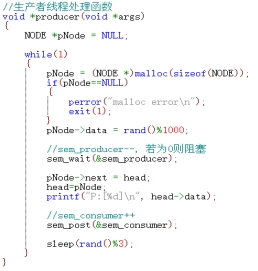 //生产者线程处理函数
void *producer(void *args)
{
    NODE *pNode = NULL;

    while(1)
    {
        pNode = (NODE *)malloc(sizeof(NODE));
        if(pNode==NULL)
        {
            perror("malloc error\n");
            exit(1);
        }
        pNode->data = rand()%1000;

        //sem_producer--, 若为0则阻塞
        sem_wait(&sem_producer);

        pNode->next = head;
        head=pNode;
        printf("P:[%d]\n", head->data);

        //sem_consumer++
        sem_post(&sem_consumer);

        sleep(rand()%3);
    }
}